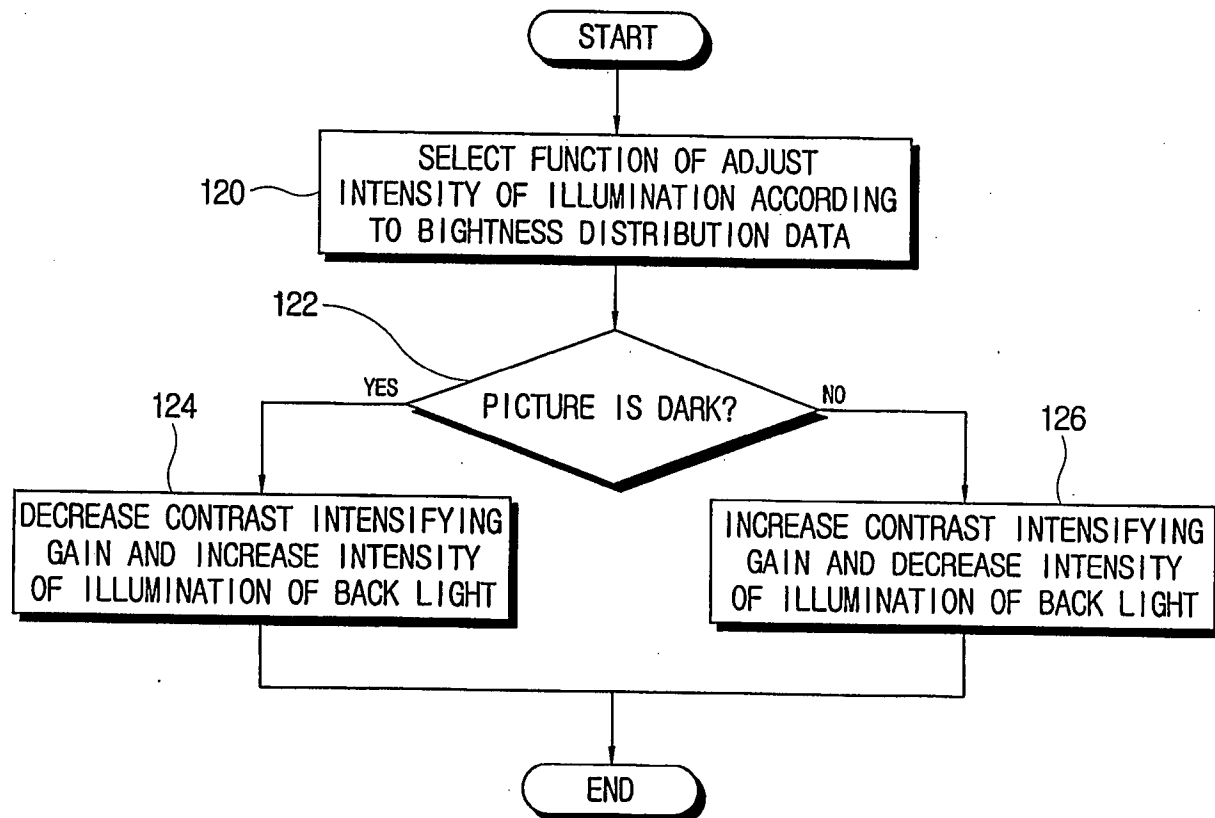 START
120
SELECT FUNCTION OF ADJUST
INTENSITY OF ILLUMINATION ACCORDING
TO BIGHTNESS DISTRIBUTION DATA
122
YES
PICTURE IS DARK?
NO
124
126
DECREASE CONTRAST INTENSIFYING
GAIN AND INCREASE INTENSITY
OF ILLUMINATION OF BACK LIGHT
INCREASE CONTRAST INTENSIFYING
GAIN AND DECREASE INTENSITY
OF ILLUMINATION OF BACK LIGHT
END